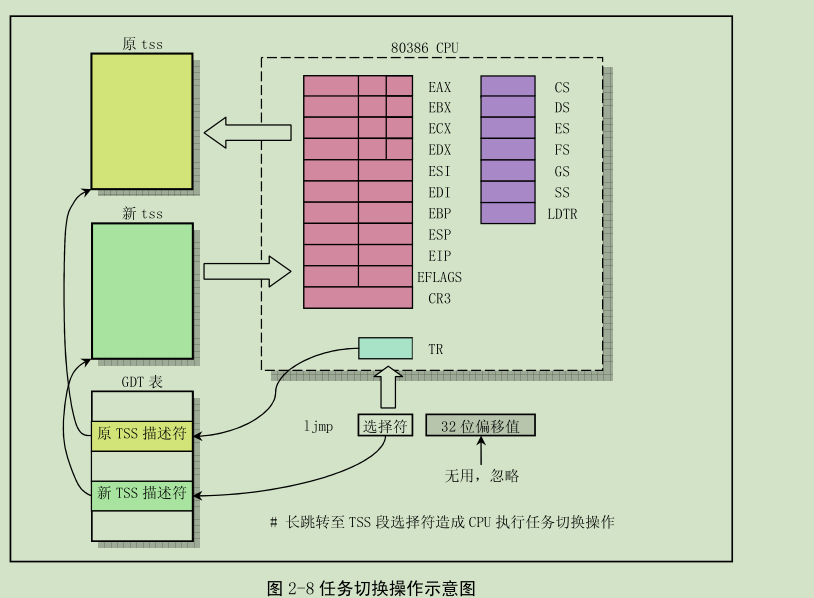 原 tss
80386 CPU
EAX
EBX
ECX
EDX
ESI
EDI
EBP
ESP
EIP
EFLAGS
CR3
CS
DS
ES
FS
GS
SS
LDTR
新 tss
TR
GDT 表
原 TSS 描述符
新 TSS 描述符
ljmp 选择符 32 位偏移值
无用，忽略
# 长跳转至 TSS 段选择符造成 CPU 执行任务切换操作
图 2-8 任务切换操作示意图